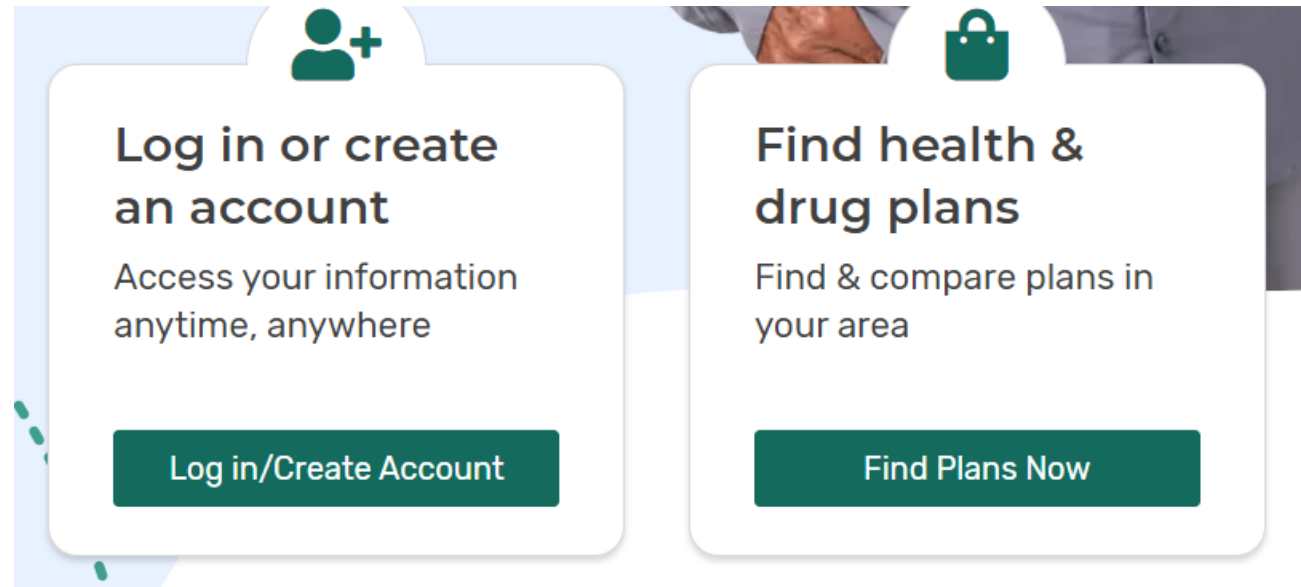 Log in or create
an account
Access your information
anytime, anywhere
Log in/Create Account
Find health &
drug plans
Find & compare plans in
your area
Find Plans Now